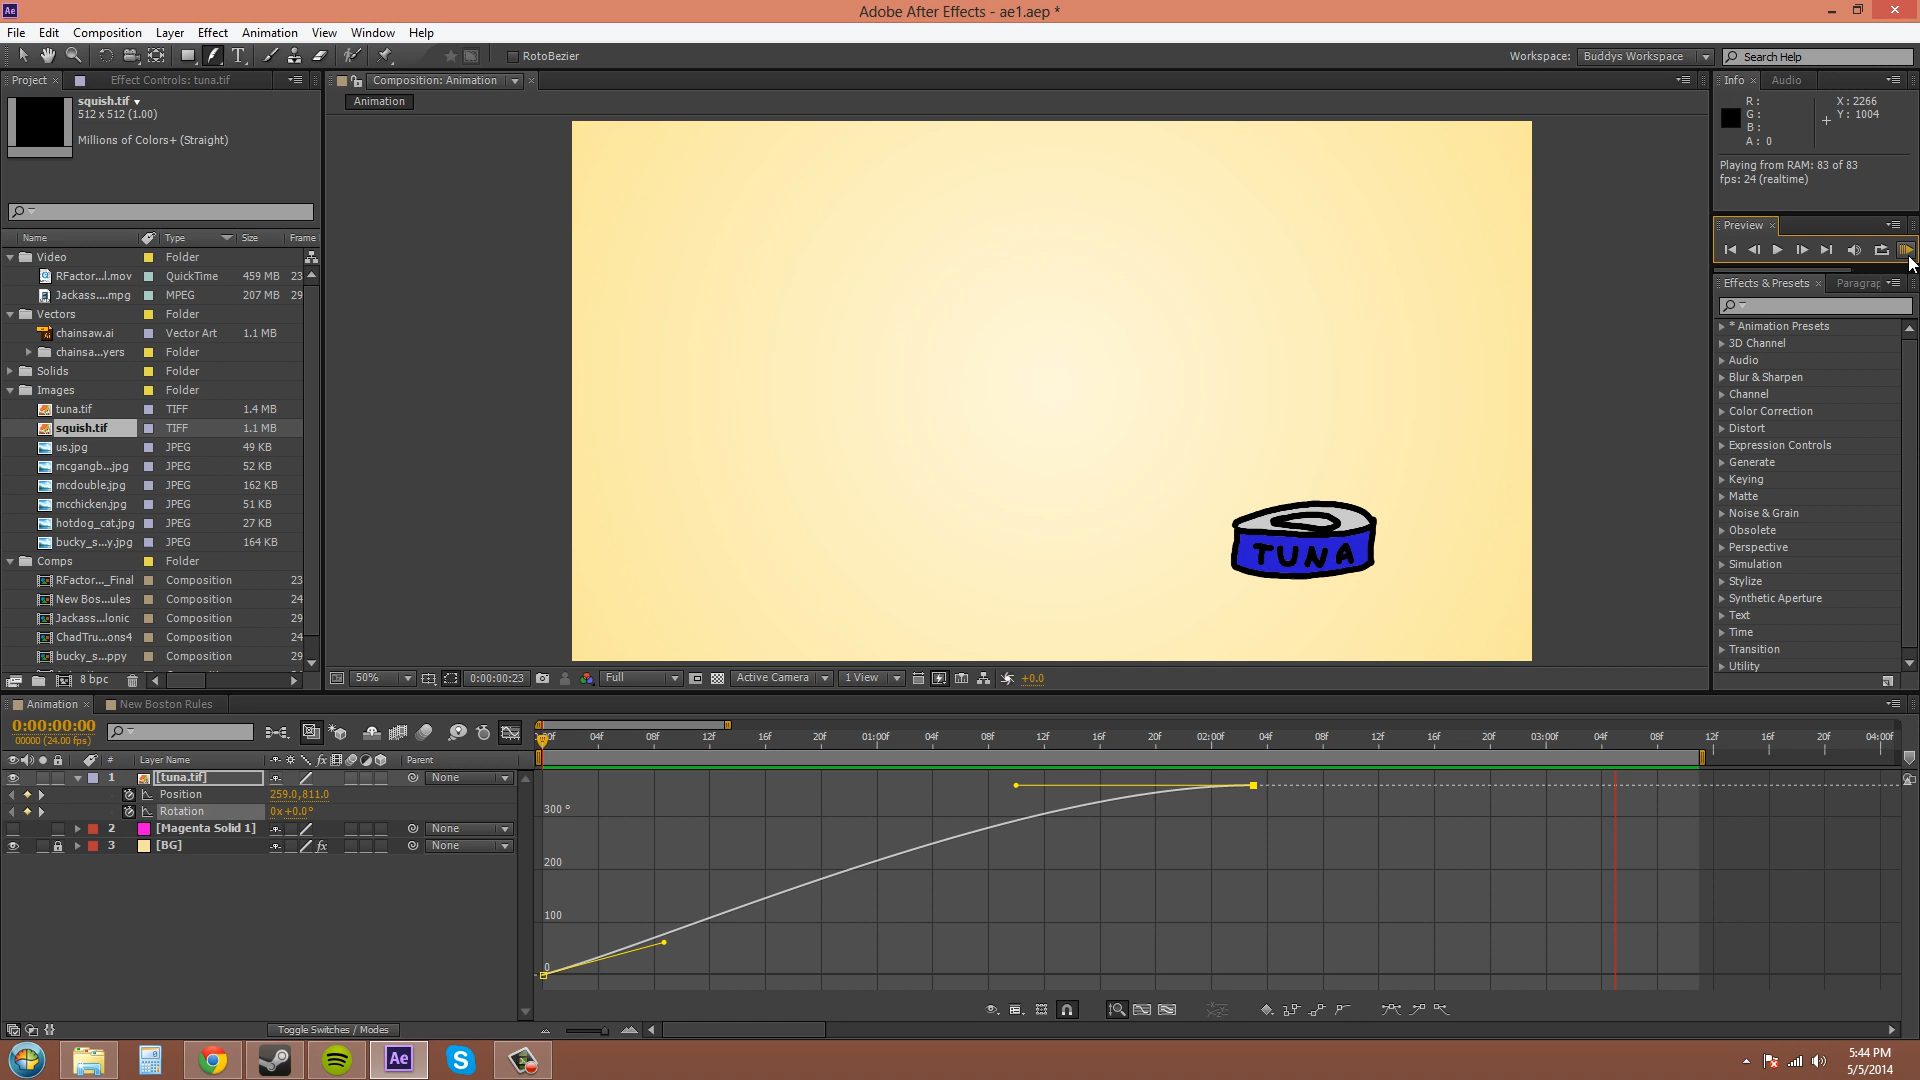 Ae Adobe After Effects - ae1.aep *
File Edit Composition Layer Effect Animation View Window Help
RotoBezier Workspace: Buddys Workspace Search Help
Project Effect Controls: tuna.tif
squish.tif
512 x 512 (1.00)
Millions of Colors+ (Straight)
Name Type Size Frame
Video Folder
RFactor...l.mov QuickTime 459 MB 23
Jackass....mpg MPEG 207 MB 29
Vectors Folder
chainsaw.ai Vector Art 1.1 MB
chainsa...yers Folder
Solids Folder
Images Folder
tuna.tif TIFF 1.4 MB
squish.tif TIFF 1.1 MB
us.jpg JPEG 49 KB
mcgangb...jpg JPEG 52 KB
mcdouble.jpg JPEG 162 KB
mcchicken.jpg JPEG 51 KB
hotdog_cat.jpg JPEG 27 KB
bucky_s...y.jpg JPEG 164 KB
Comps Folder
RFactor..._Final Composition 23
New Bos...ules Composition 24
Jackass...lonic Composition 29
ChadTru...ons4 Composition 24
bucky_s...ppy Composition 29
8 bpc
Composition: Animation
Animation
TUNA
50% 0:00:00:23 Full Active Camera 1 View +0.0
Info Audio
R: X: 2266
G: Y: 1004
B:
A: 0
Playing from RAM: 83 of 83
fps: 24 (realtime)
Preview
Effects & Presets Paragrap
* Animation Presets
3D Channel
Audio
Blur & Sharpen
Channel
Color Correction
Distort
Expression Controls
Generate
Keying
Matte
Noise & Grain
Obsolete
Perspective
Simulation
Stylize
Synthetic Aperture
Text
Time
Transition
Utility
Animation New Boston Rules
0:00:00:00
00000 (24.00 fps)
# Layer Name fx Parent
1 [tuna.tif] None
Position 259.0,811.0
Rotation 0x+0.0°
2 [Magenta Solid 1] None
3 [BG] fx None
04f 08f 12f 16f 20f 01:00f 04f 08f 12f 16f 20f 02:00f 04f 08f 12f 16f 20f 03:00f 04f 08f 12f 16f 20f 04:00f
300 °
200
100
0
Toggle Switches / Modes
Ae
5:44 PM
5/5/2014